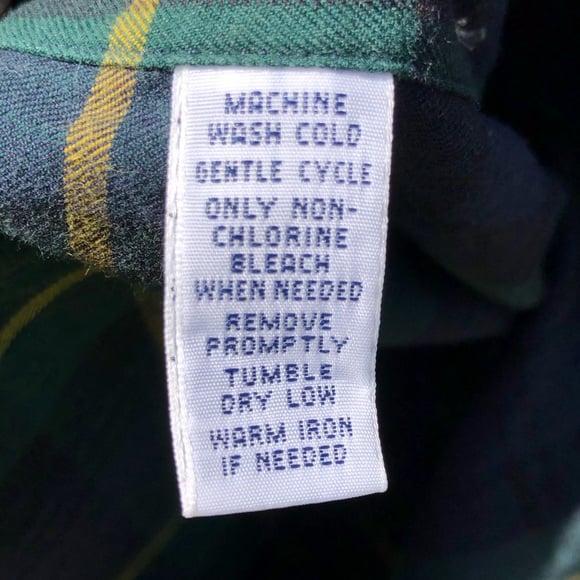 MACHINE
WASH COLD
GENTLE CYCLE
ONLY NON-
CHLORINE
BLEACH
WHEN NEEDED
REMOVE
PROMPTLY
TUMBLE
DRY LOW
WARM IRON
IF NEEDED